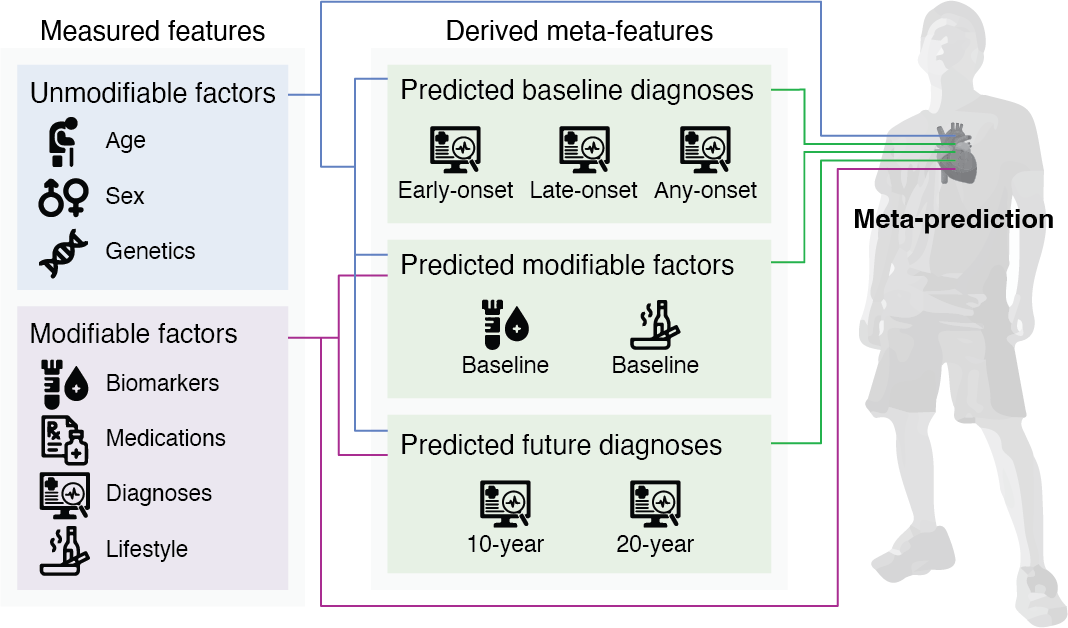 Measured features
Unmodifiable factors
Age
Sex
Genetics
Modifiable factors
Biomarkers
Medications
Diagnoses
Lifestyle
Derived meta-features
Predicted baseline diagnoses
Early-onset Late-onset Any-onset
Predicted modifiable factors
Baseline Baseline
Predicted future diagnoses
10-year 20-year
Meta-prediction